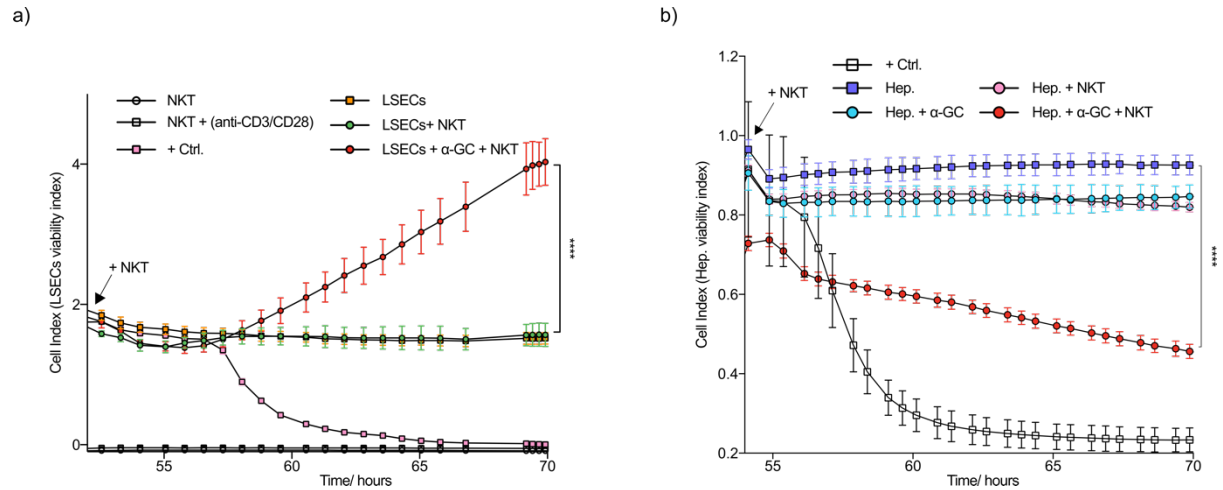 a)
NKT
NKT + (anti-CD3/CD28)
+ Ctrl.
LSECs
LSECs+ NKT
LSECs + α-GC + NKT
+ NKT
****
Cell Index (LSECs viability index)
4
2
0
55
60
65
70
Time/ hours
b)
+ Ctrl.
Hep.
Hep. + α-GC
Hep. + NKT
Hep. + α-GC +NKT
+ NKT
****
Cell Index (Hep. viability index)
1.2
1.0
0.8
0.6
0.4
0.2
55
60
65
70
Time/ hours